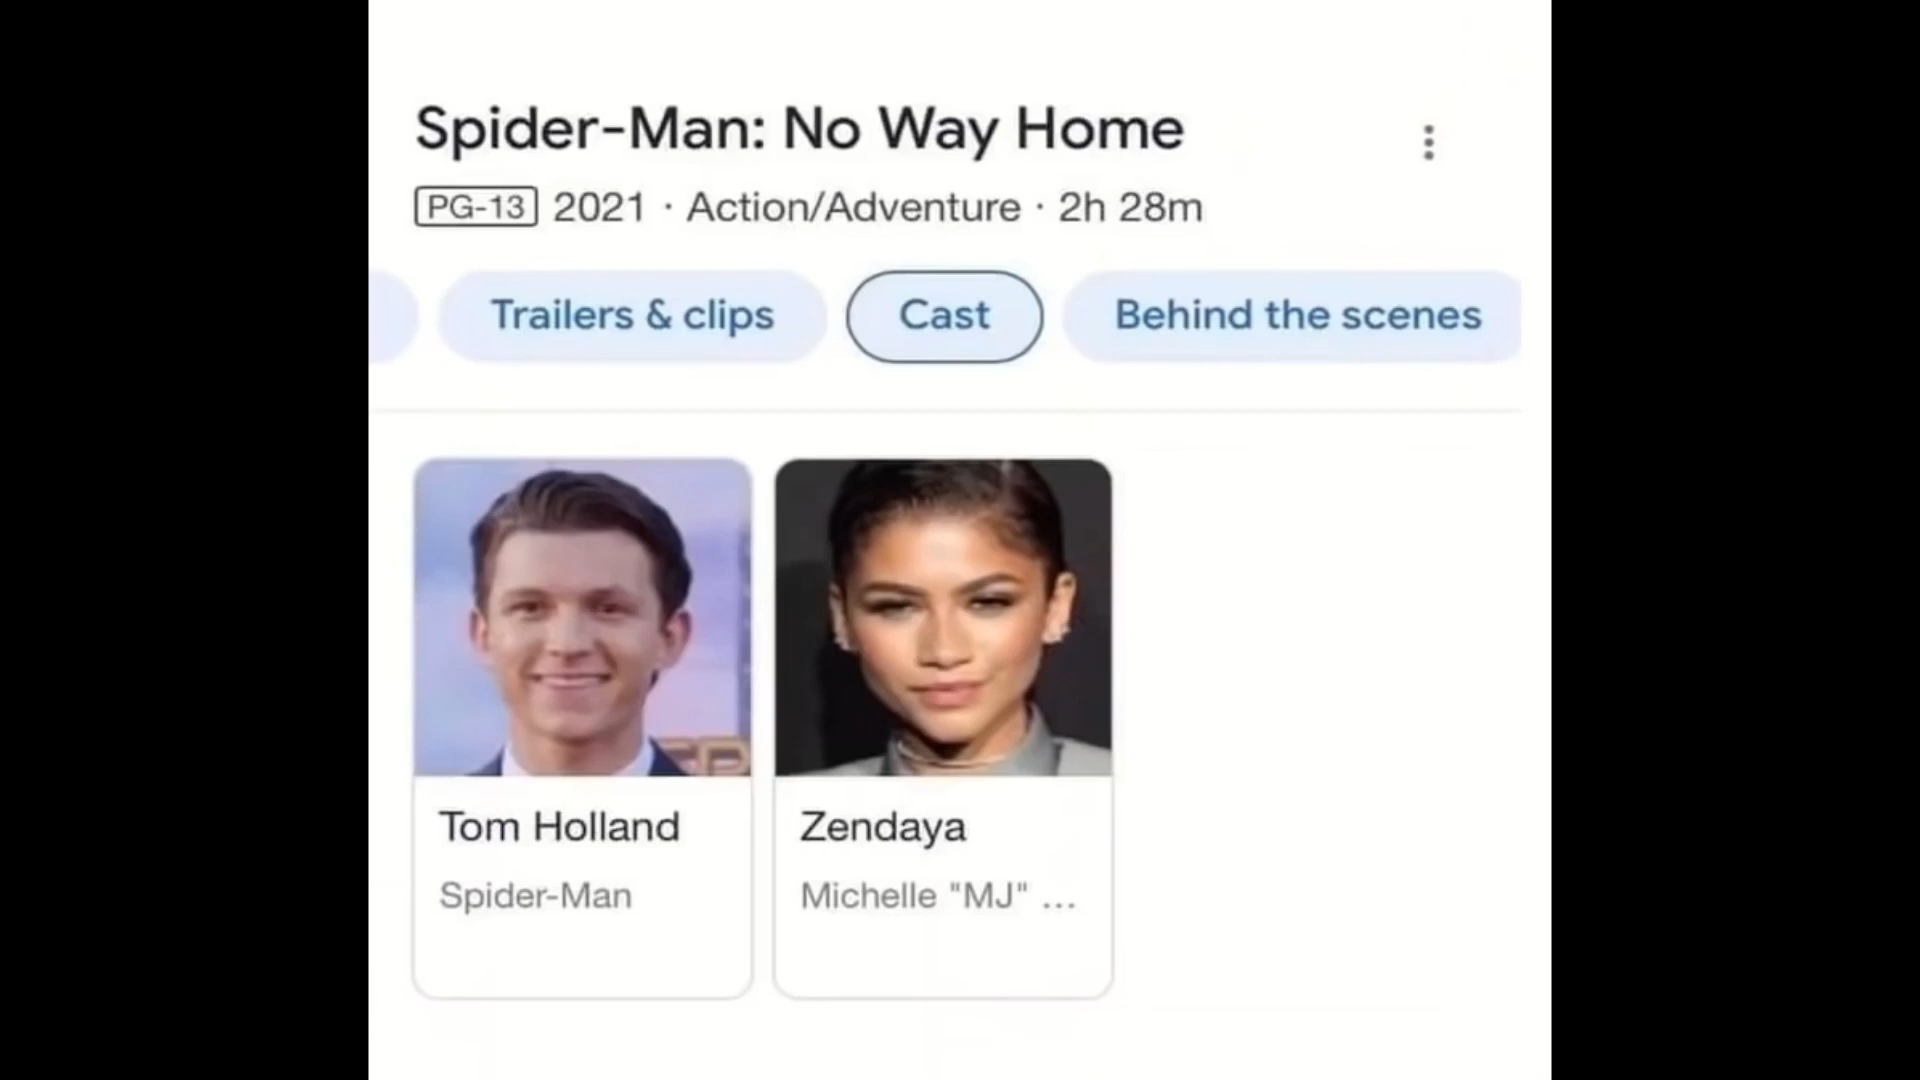 Spider-Man: No Way Home
PG-13 2021 · Action/Adventure · 2h 28m
Trailers & clips
Cast
Behind the scenes
Tom Holland
Spider-Man
Zendaya
Michelle "MJ" ...